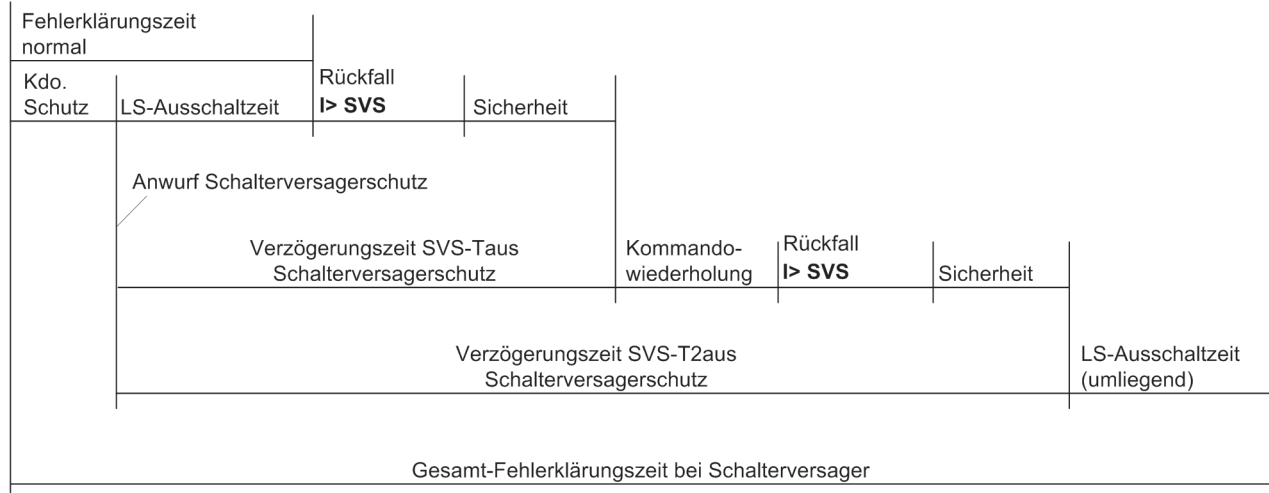 Fehlerklärungszeit
normal
Kdo.
Schutz
LS-Ausschaltzeit
Rückfall
I> SVS
Sicherheit
Anwurf Schalterversagerschutz
Verzögerungszeit SVS-Taus
Schalterversagerschutz
Kommando-
wiederholung
Rückfall
I> SVS
Sicherheit
Verzögerungszeit SVS-T2aus
Schalterversagerschutz
LS-Ausschaltzeit
(umliegend)
Gesamt-Fehlerklärungszeit bei Schalterversager